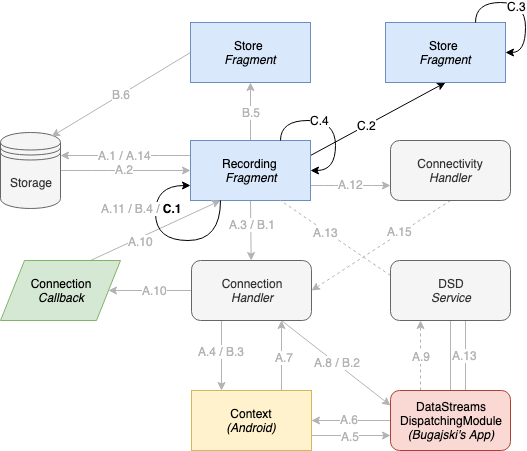 C.3
Store
Fragment
Store
Fragment
B.6
B.5
C.4
C.2
Storage
A.1 / A.14
A.2
Recording
Fragment
A.12
Connectivity
Handler
A.11 / B.4 / C.1
A.3 / B.1
A.13
A.15
A.10
Connection
Callback
A.10
Connection
Handler
DSD
Service
A.4 / B.3
A.7
A.8 / B.2
A.9
A.13
Context
(Android)
A.6
A.5
DataStreams
DispatchingModule
(Bugajski's App)